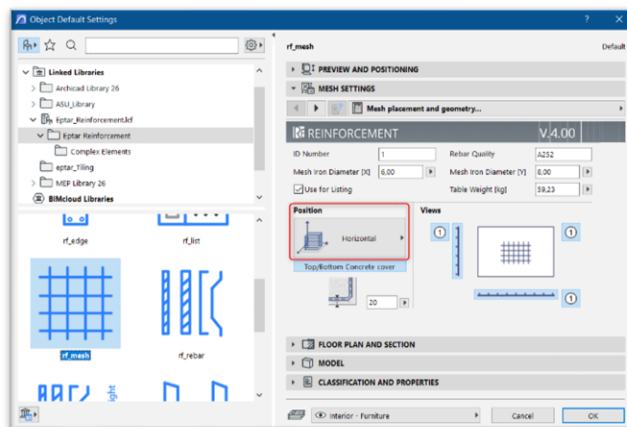 Object Default Settings
rf_mesh
Default
Linked Libraries
Archicad Library 26
ASU_Library
Eptar_Reinforcement.lcf
Eptar Reinforcement
Complex Elements
eptar_Tiling
MEP Library 26
BIMcloud Libraries
rf_edge
rf_list
rf_mesh
rf_rebar
PREVIEW AND POSITIONING
MESH SETTINGS
Mesh placement and geometry...
REINFORCEMENT V.4.00
ID Number 1 Rebar Quality A252
Mesh Iron Diameter [X] 6,00 Mesh Iron Diameter [Y] 8,00
Use for Listing Table Weight [kg] 59,23
Position Views
Horizontal
1 1
Top/Bottom Concrete cover
20
1
FLOOR PLAN AND SECTION
MODEL
CLASSIFICATION AND PROPERTIES
Interior - Furniture Cancel OK